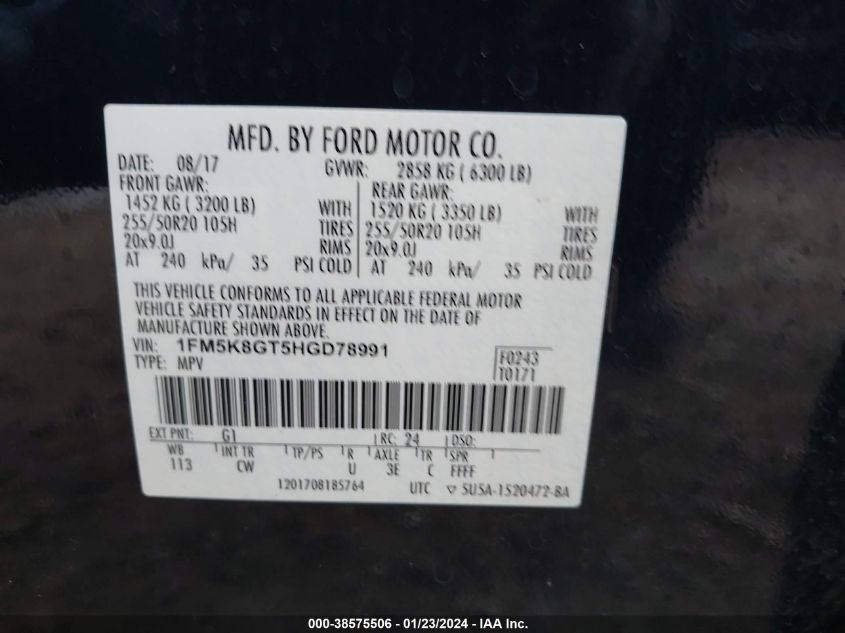 MFD. BY FORD MOTOR CO.
DATE: 08/17 GVWR: 2858 KG ( 6300 LB)
FRONT GAWR: REAR GAWR:
1452 KG ( 3200 LB) WITH 1520 KG ( 3350 LB) WITH
255/50R20 105H TIRES 255/50R20 105H TIRES
20x9.0J RIMS 20x9.0J RIMS
AT 240 kPa/ 35 PSI COLD AT 240 kPa/ 35 PSI COLD
THIS VEHICLE CONFORMS TO ALL APPLICABLE FEDERAL MOTOR
VEHICLE SAFETY STANDARDS IN EFFECT ON THE DATE OF
MANUFACTURE SHOWN ABOVE.
VIN: 1FM5K8GT5HGD78991
TYPE: MPV
F0243
T0171
EXT PNT: G1 RC: 24 DSO:
WB INT TR TP/PS R AXLE TR SPR
113 CW U 3E C FFFF
1201708185764 UTC ▽ 5U5A-1520472-BA
000-38575506 - 01/23/2024 - IAA Inc.